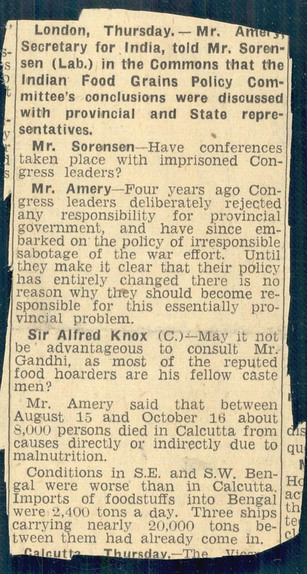 London, Thursday.—Mr. Amery,
Secretary for India, told Mr. Soren-
sen (Lab.) in the Commons that the
Indian Food Grains Policy Com-
mittee's conclusions were discussed
with provincial and State repre-
sentatives.
Mr. Sorensen—Have conferences
taken place with imprisoned Con-
gress leaders?
Mr. Amery—Four years ago Con-
gress leaders deliberately rejected
any responsibility for provincial
government, and have since em-
barked on the policy of irresponsible
sabotage of the war effort. Until
they make it clear that their policy
has entirely changed there is no
reason why they should become re-
sponsible for this essentially pro-
vincial problem.
Sir Alfred Knox (C.)—May it not
be advantageous to consult Mr.
Gandhi, as most of the reputed
food hoarders are his fellow caste
men?
Mr. Amery said that between
August 15 and October 16 about
8,000 persons died in Calcutta from
causes directly or indirectly due to
malnutrition.
Conditions in S.E. and S.W. Ben-
gal were worse than in Calcutta.
Imports of foodstuffs into Bengal
were 2,400 tons a day. Three ships
carrying nearly 20,000 tons be-
tween them had already come in.
Calcutta, Thursday.—The